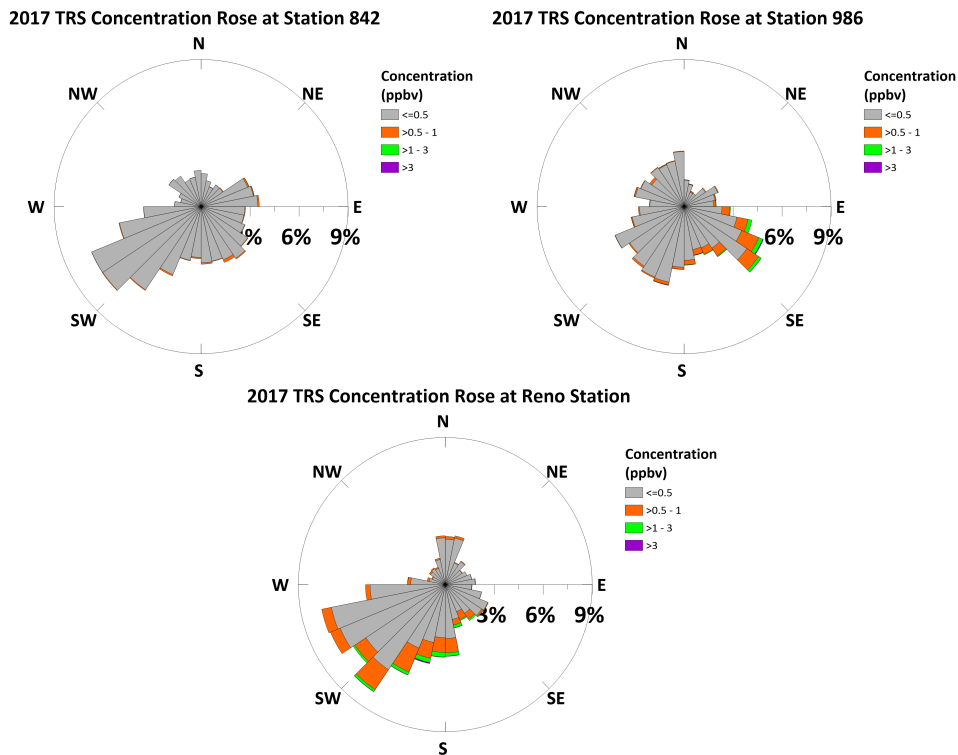 2017 TRS Concentration Rose at Station 842
N
NW
NE
W
E
SW
SE
S
%
6%
9%
Concentration
(ppbv)
<=0.5
>0.5 - 1
>1 - 3
>3
2017 TRS Concentration Rose at Station 986
N
NW
NE
W
E
SW
SE
S
6%
9%
Concentration
(ppbv)
<=0.5
>0.5 - 1
>1 - 3
>3
2017 TRS Concentration Rose at Reno Station
N
NW
NE
W
E
SW
SE
S
3%
6%
9%
Concentration
(ppbv)
<=0.5
>0.5 - 1
>1 - 3
>3